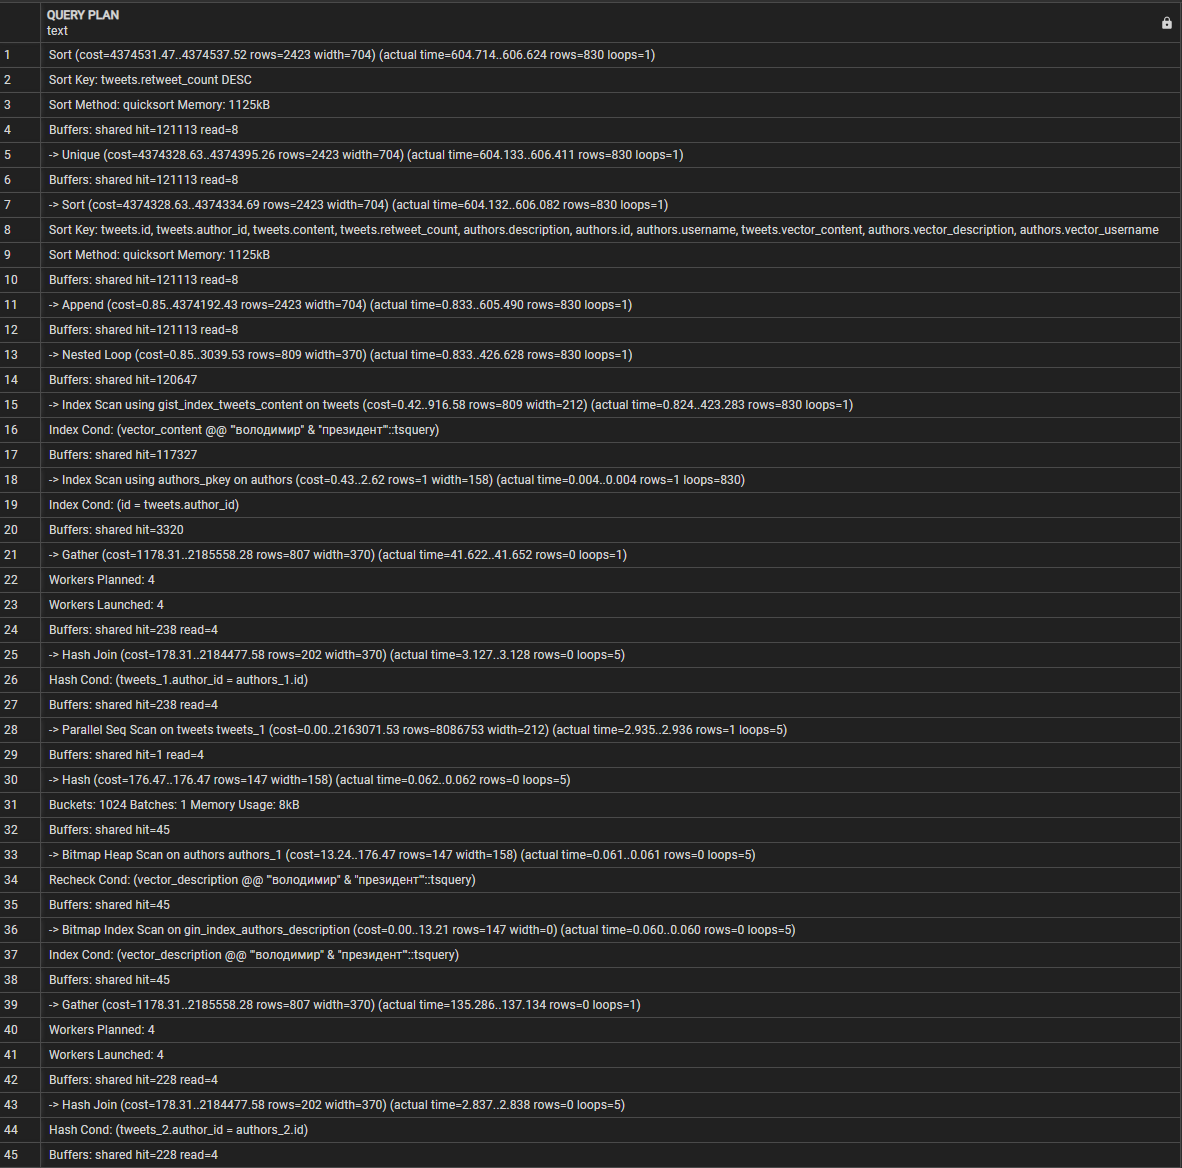 QUERY PLAN
text
1 Sort (cost=4374531.47..4374537.52 rows=2423 width=704) (actual time=604.714..606.624 rows=830 loops=1)
2 Sort Key: tweets.retweet_count DESC
3 Sort Method: quicksort Memory: 1125kB
4 Buffers: shared hit=121113 read=8
5 -> Unique (cost=4374328.63..4374395.26 rows=2423 width=704) (actual time=604.133..606.411 rows=830 loops=1)
6 Buffers: shared hit=121113 read=8
7 -> Sort (cost=4374328.63..4374334.69 rows=2423 width=704) (actual time=604.132..606.082 rows=830 loops=1)
8 Sort Key: tweets.id, tweets.author_id, tweets.content, tweets.retweet_count, authors.description, authors.id, authors.username, tweets.vector_content, authors.vector_description, authors.vector_username
9 Sort Method: quicksort Memory: 1125kB
10 Buffers: shared hit=121113 read=8
11 -> Append (cost=0.85..4374192.43 rows=2423 width=704) (actual time=0.833..605.490 rows=830 loops=1)
12 Buffers: shared hit=121113 read=8
13 -> Nested Loop (cost=0.85..3039.53 rows=809 width=370) (actual time=0.833..426.628 rows=830 loops=1)
14 Buffers: shared hit=120647
15 -> Index Scan using gist_index_tweets_content on tweets (cost=0.42..916.58 rows=809 width=212) (actual time=0.824..423.283 rows=830 loops=1)
16 Index Cond: (vector_content @@ '"володимир" & "президент"'::tsquery)
17 Buffers: shared hit=117327
18 -> Index Scan using authors_pkey on authors (cost=0.43..2.62 rows=1 width=158) (actual time=0.004..0.004 rows=1 loops=830)
19 Index Cond: (id = tweets.author_id)
20 Buffers: shared hit=3320
21 -> Gather (cost=1178.31..2185558.28 rows=807 width=370) (actual time=41.622..41.652 rows=0 loops=1)
22 Workers Planned: 4
23 Workers Launched: 4
24 Buffers: shared hit=238 read=4
25 -> Hash Join (cost=178.31..2184477.58 rows=202 width=370) (actual time=3.127..3.128 rows=0 loops=5)
26 Hash Cond: (tweets_1.author_id = authors_1.id)
27 Buffers: shared hit=238 read=4
28 -> Parallel Seq Scan on tweets tweets_1 (cost=0.00..2163071.53 rows=8086753 width=212) (actual time=2.935..2.936 rows=1 loops=5)
29 Buffers: shared hit=1 read=4
30 -> Hash (cost=176.47..176.47 rows=147 width=158) (actual time=0.062..0.062 rows=0 loops=5)
31 Buckets: 1024 Batches: 1 Memory Usage: 8kB
32 Buffers: shared hit=45
33 -> Bitmap Heap Scan on authors authors_1 (cost=13.24..176.47 rows=147 width=158) (actual time=0.061..0.061 rows=0 loops=5)
34 Recheck Cond: (vector_description @@ '"володимир" & "президент"'::tsquery)
35 Buffers: shared hit=45
36 -> Bitmap Index Scan on gin_index_authors_description (cost=0.00..13.21 rows=147 width=0) (actual time=0.060..0.060 rows=0 loops=5)
37 Index Cond: (vector_description @@ '"володимир" & "президент"'::tsquery)
38 Buffers: shared hit=45
39 -> Gather (cost=1178.31..2185558.28 rows=807 width=370) (actual time=135.286..137.134 rows=0 loops=1)
40 Workers Planned: 4
41 Workers Launched: 4
42 Buffers: shared hit=228 read=4
43 -> Hash Join (cost=178.31..2184477.58 rows=202 width=370) (actual time=2.837..2.838 rows=0 loops=5)
44 Hash Cond: (tweets_2.author_id = authors_2.id)
45 Buffers: shared hit=228 read=4